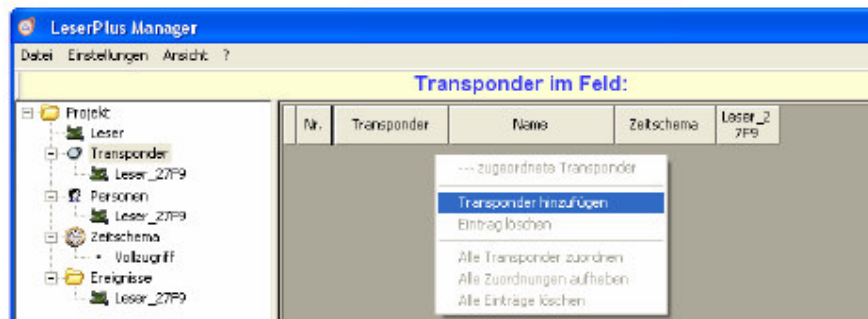 LeserPlus Manager
Datei Einstellungen Ansicht ?
Transponder im Feld:
Projekt
Leser
Transponder
Leser_27F9
Personen
Leser_27F9
Zeitschema
Vollzugriff
Ereignisse
Leser_27F9
Nr. Transponder Name Zeitschema Leser_2
7F9
--- zugeordnete Transponder
Transponder hinzufügen
Eintrag löschen
Alle Transponder zuordnen
Alle Zuordnungen aufheben
Alle Einträge löschen